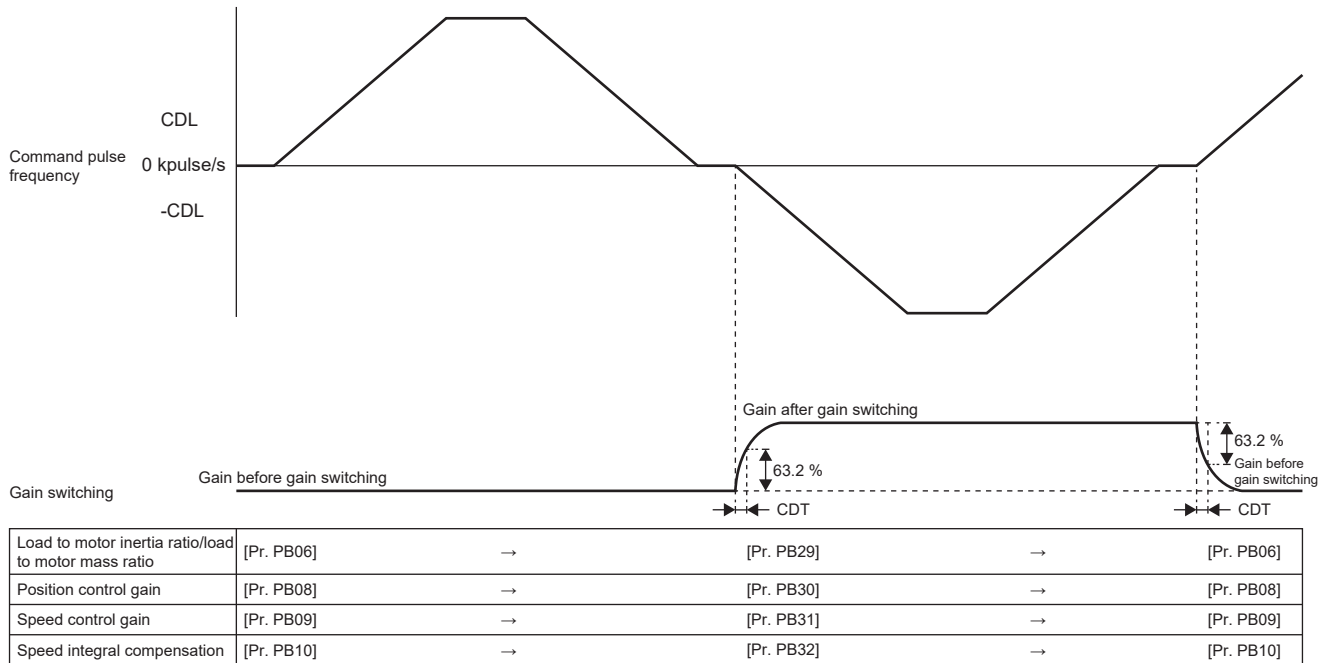 CDL
Command pulse
frequency
0 kpulse/s
-CDL
Gain after gain switching
63.2 %
63.2 %
Gain before
gain switching
Gain before gain switching
Gain switching
CDT
CDT
Load to motor inertia ratio/load
to motor mass ratio
[Pr. PB06] → [Pr. PB29] → [Pr. PB06]
Position control gain [Pr. PB08] → [Pr. PB30] → [Pr. PB08]
Speed control gain [Pr. PB09] → [Pr. PB31] → [Pr. PB09]
Speed integral compensation [Pr. PB10] → [Pr. PB32] → [Pr. PB10]